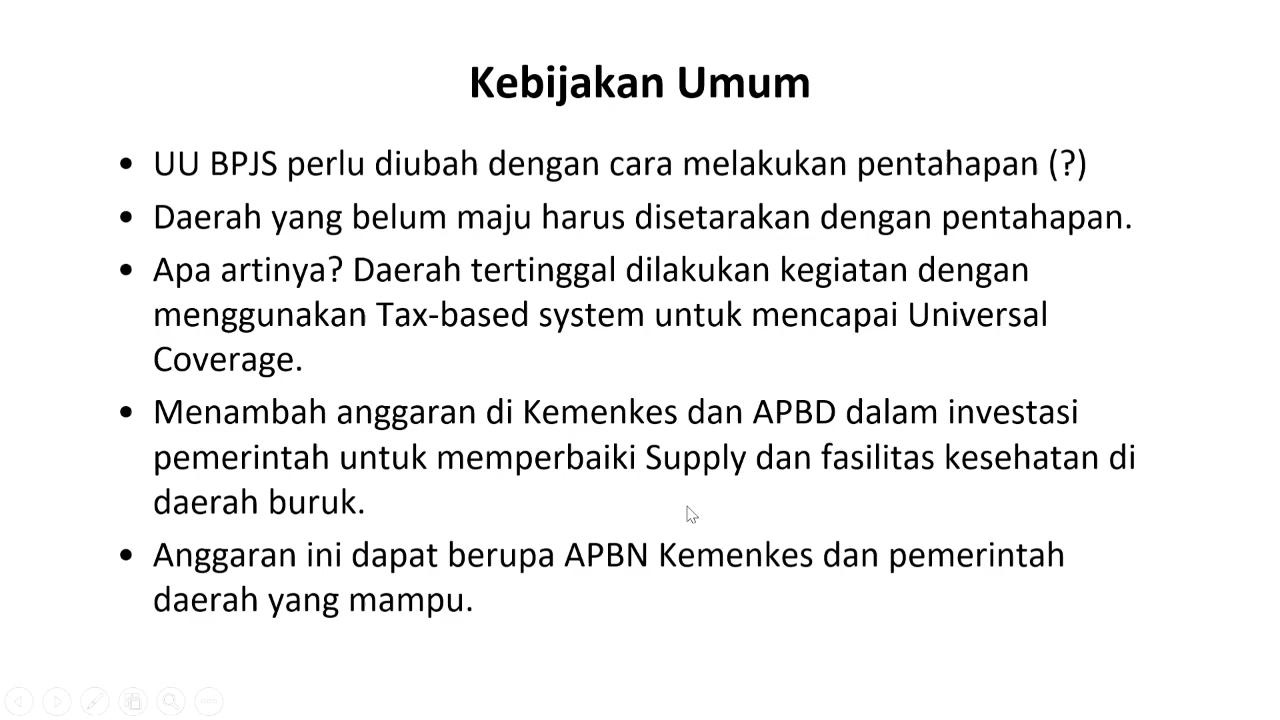 Kebijakan Umum
• UU BPJS perlu diubah dengan cara melakukan pentahapan (?)
• Daerah yang belum maju harus disetarakan dengan pentahapan.
• Apa artinya? Daerah tertinggal dilakukan kegiatan dengan
menggunakan Tax-based system untuk mencapai Universal
Coverage.
• Menambah anggaran di Kemenkes dan APBD dalam investasi
pemerintah untuk memperbaiki Supply dan fasilitas kesehatan di
daerah buruk.
• Anggaran ini dapat berupa APBN Kemenkes dan pemerintah
daerah yang mampu.